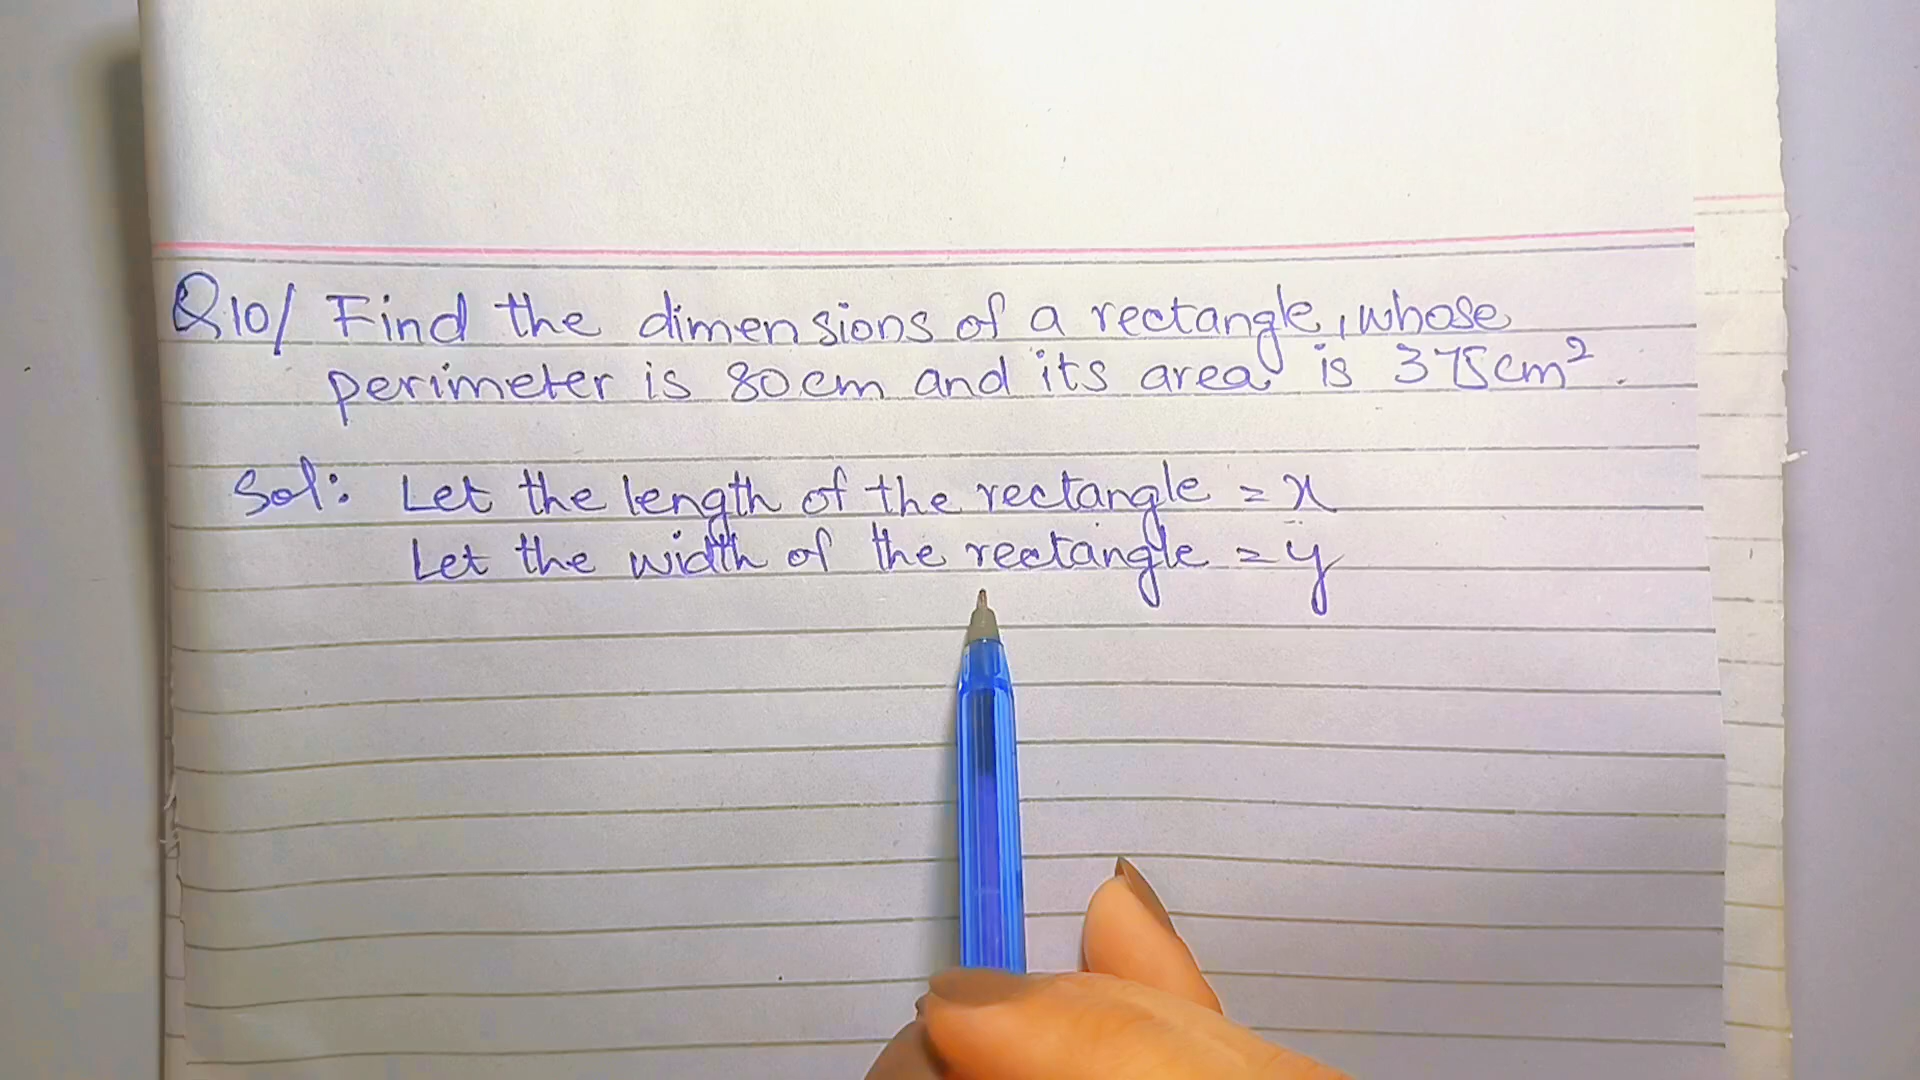 Q10/ Find the dimensions of a rectangle, whose
perimeter is 80cm and its area is 375cm².
Sol: Let the length of the rectangle = x
Let the width of the rectangle = y